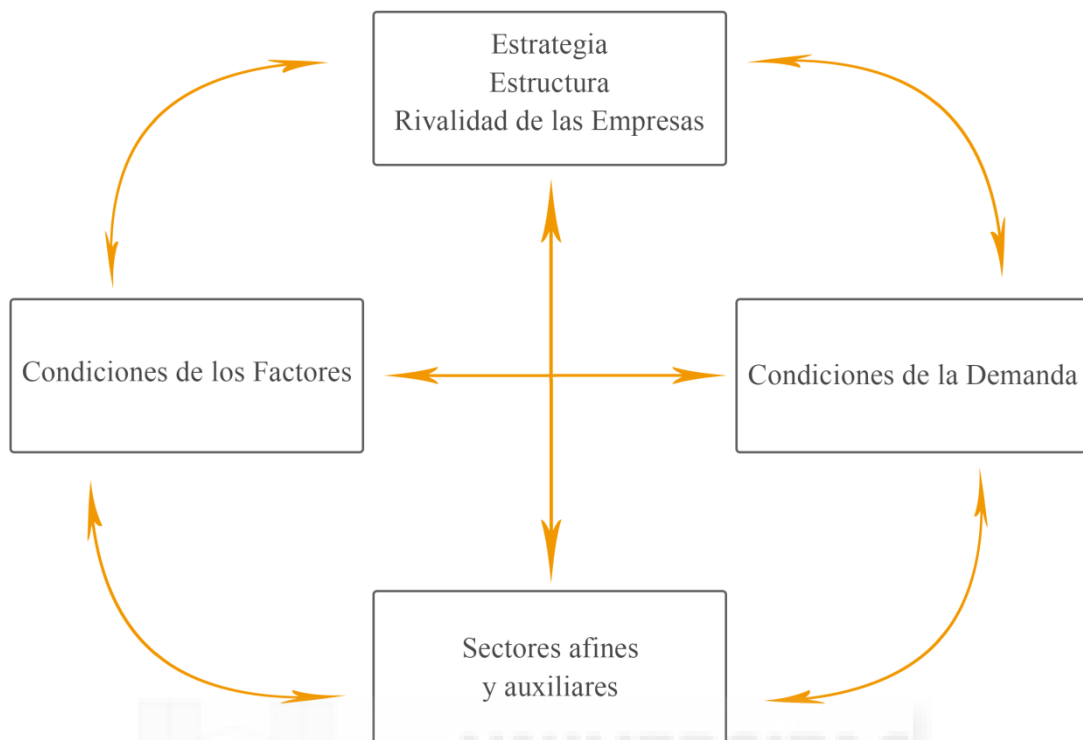 Estrategia
Estructura
Rivalidad de las Empresas
Condiciones de los Factores
Condiciones de la Demanda
Sectores afines
y auxiliares